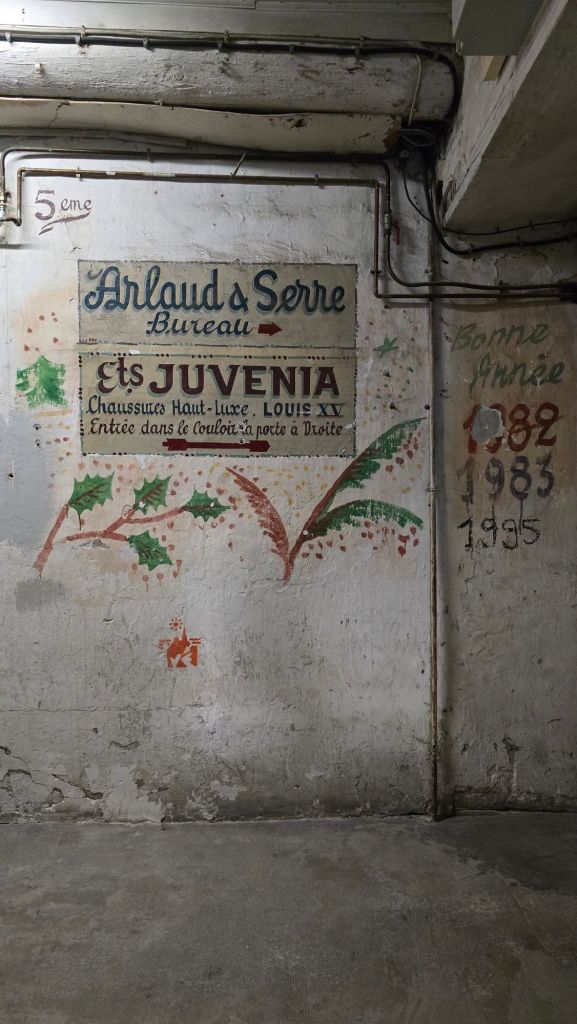 5eme
Arlaud & Serre
Bureau
Ets JUVENIA
Chaussures Haut-Luxe. LOUIS XV
Entrée dans le Couloir la porte à Droite
Bonne
Année
1982
1983
1995